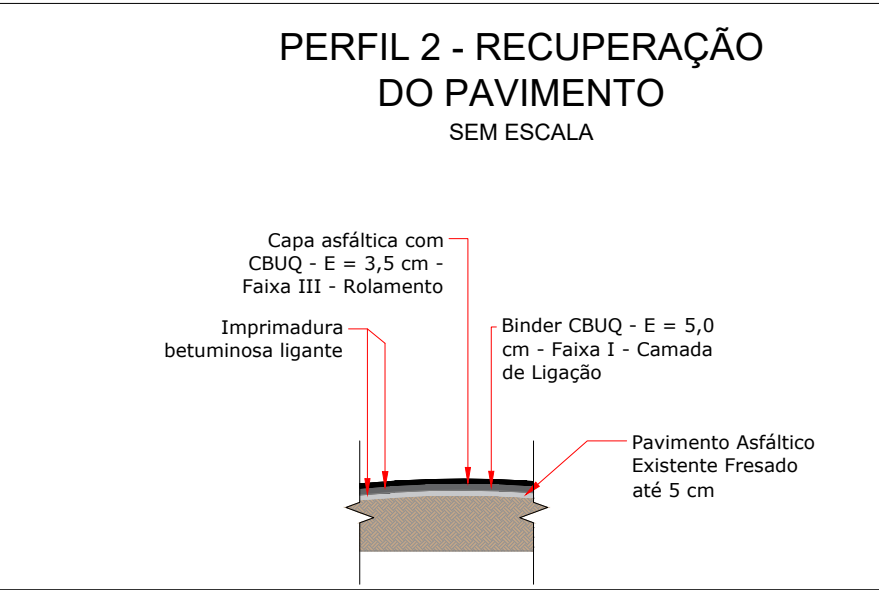 PERFIL 2 - RECUPERAÇÃO
DO PAVIMENTO
SEM ESCALA
Capa asfáltica com
CBUQ - E = 3,5 cm -
Faixa III - Rolamento
Imprimadura
betuminosa ligante
Binder CBUQ - E = 5,0
cm - Faixa I - Camada
de Ligação
Pavimento Asfáltico
Existente Fresado
até 5 cm